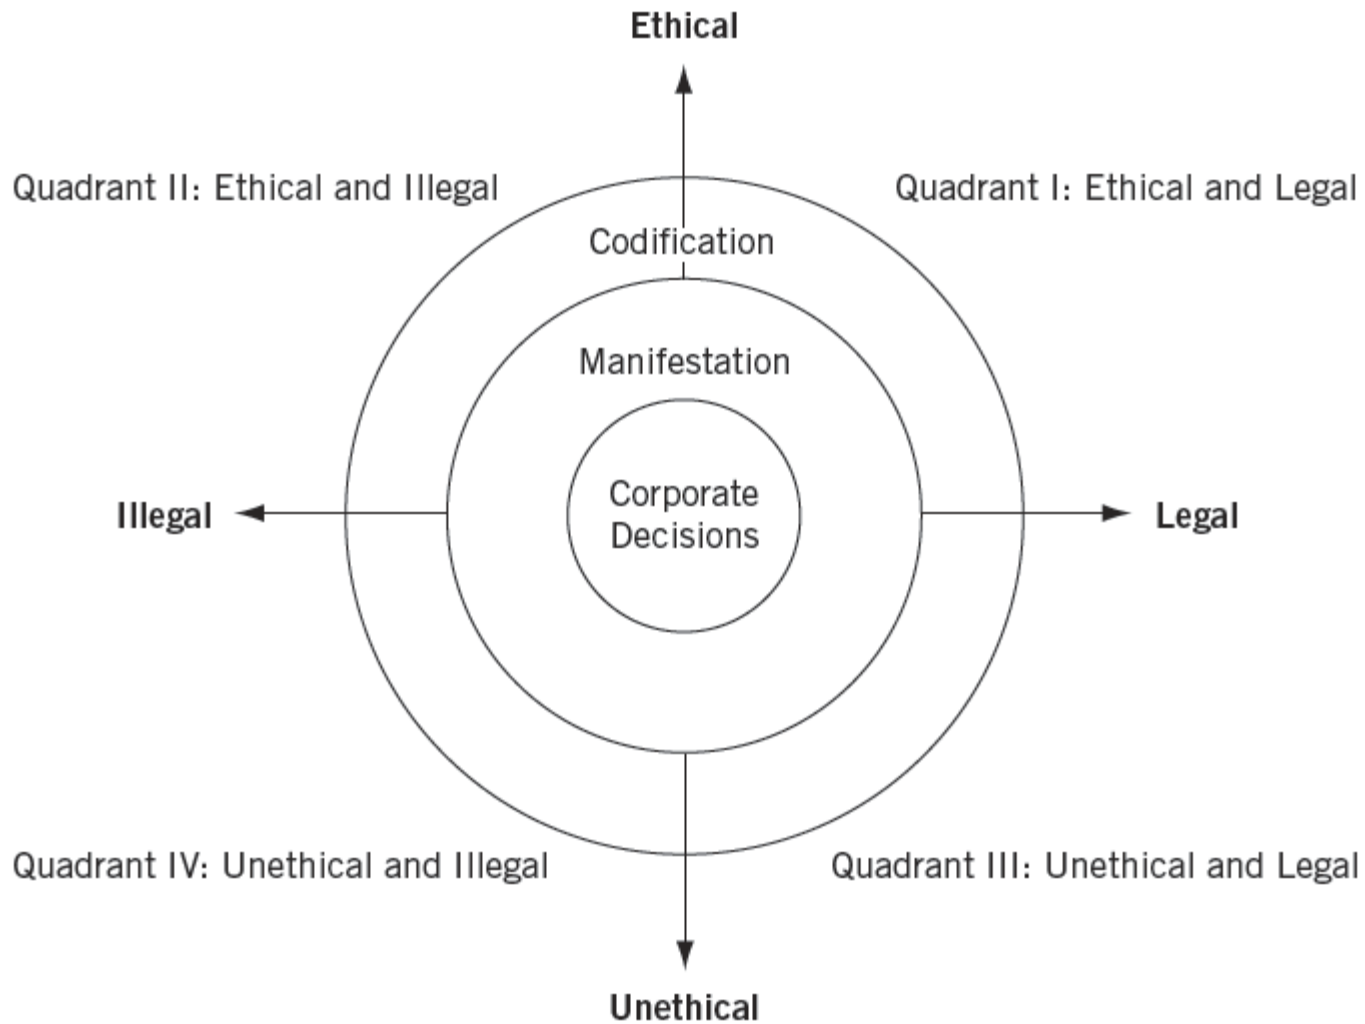 Ethical
Quadrant II: Ethical and Illegal
Quadrant I: Ethical and Legal
Codification
Manifestation
Corporate
Decisions
Illegal
Legal
Quadrant IV: Unethical and Illegal
Quadrant III: Unethical and Legal
Unethical